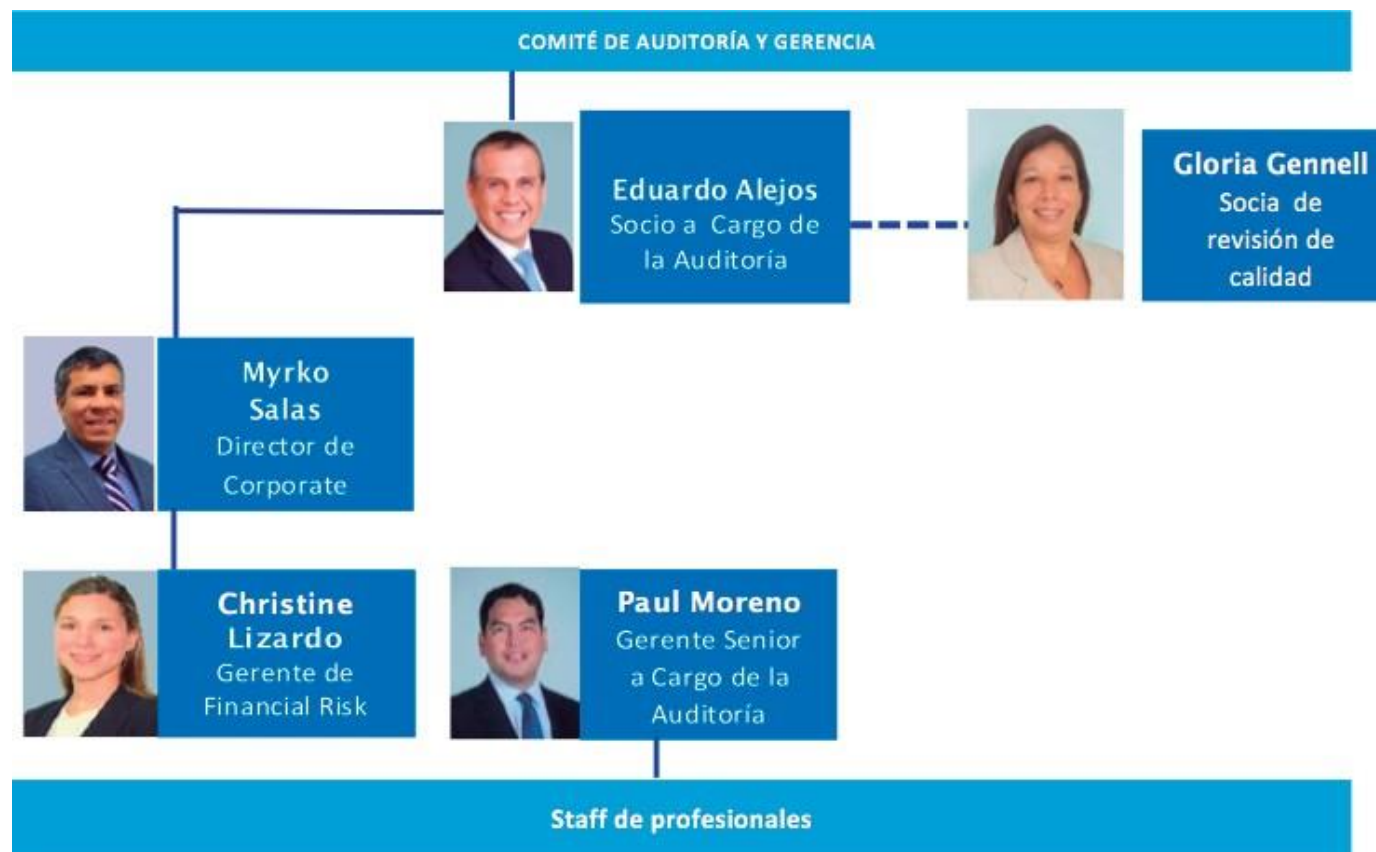 COMITÉ DE AUDITORÍA Y GERENCIA
Eduardo Alejos
Socio a Cargo de
la Auditoría
Gloria Gennell
Socia de
revisión de
calidad
Myrko
Salas
Director de
Corporate
Christine
Lizardo
Gerente de
Financial Risk
Paul Moreno
Gerente Senior
a Cargo de la
Auditoría
Staff de profesionales